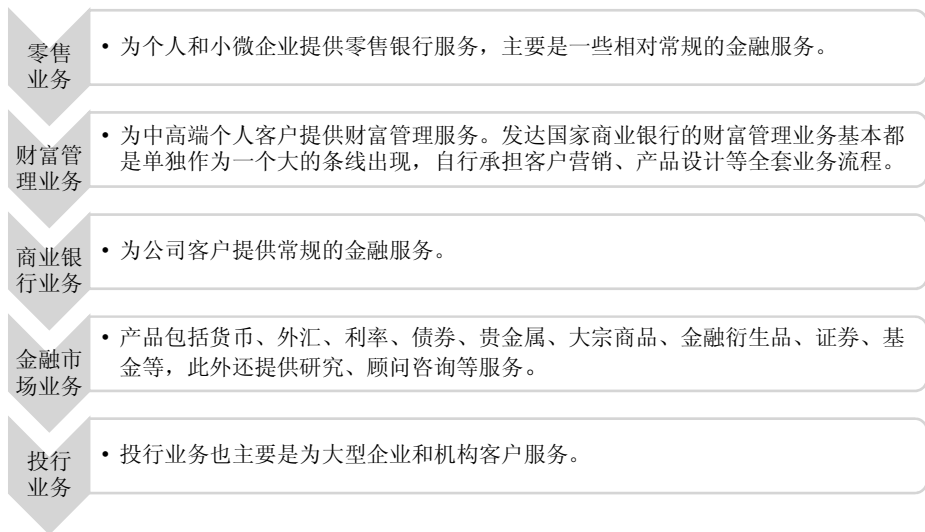 零售
业务
• 为个人和小微企业提供零售银行服务，主要是一些相对常规的金融服务。
财富管
理业务
• 为中高端个人客户提供财富管理服务。发达国家商业银行的财富管理业务基本都
是单独作为一个大的条线出现，自行承担客户营销、产品设计等全套业务流程。
商业银
行业务
• 为公司客户提供常规的金融服务。
金融市
场业务
• 产品包括货币、外汇、利率、债券、贵金属、大宗商品、金融衍生品、证券、基
金等，此外还提供研究、顾问咨询等服务。
投行
业务
• 投行业务也主要是为大型企业和机构客户服务。